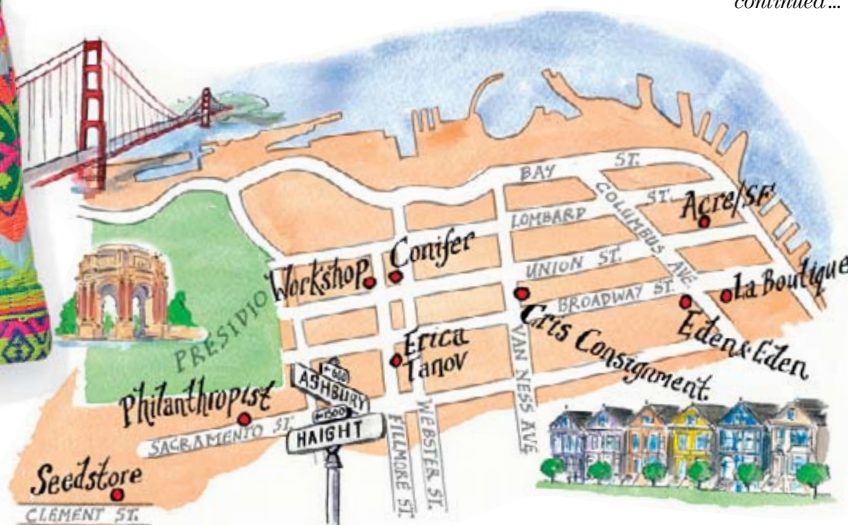 continued...
BAY ST.
COLUMBUS AVE.
LOMBARD ST.
Acre/SF
Conifer
Workshop
UNION ST.
La Boutique
BROADWAY ST.
Eden & Eden
Cris Consignment
PRESIDIO
Erica
Tanov
VAN NESS AVE.
ASHBURY
HAIGHT
Philanthropist
SACRAMENTO ST.
FILLMORE ST.
WEBSTER ST.
Seedstore
CLEMENT ST.